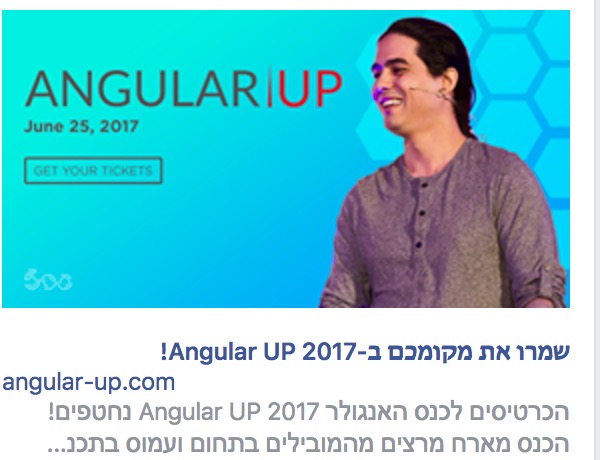 ANGULAR|UP
June 25, 2017
GET YOUR TICKETS
500
שמרו את מקומכם ב-Angular UP 2017!
angular-up.com
הכרטיסים לכנס האנגולר Angular UP 2017 נחטפים!
הכנס מארח מרצים מהמובילים בתחום ועמוס בתכנ...